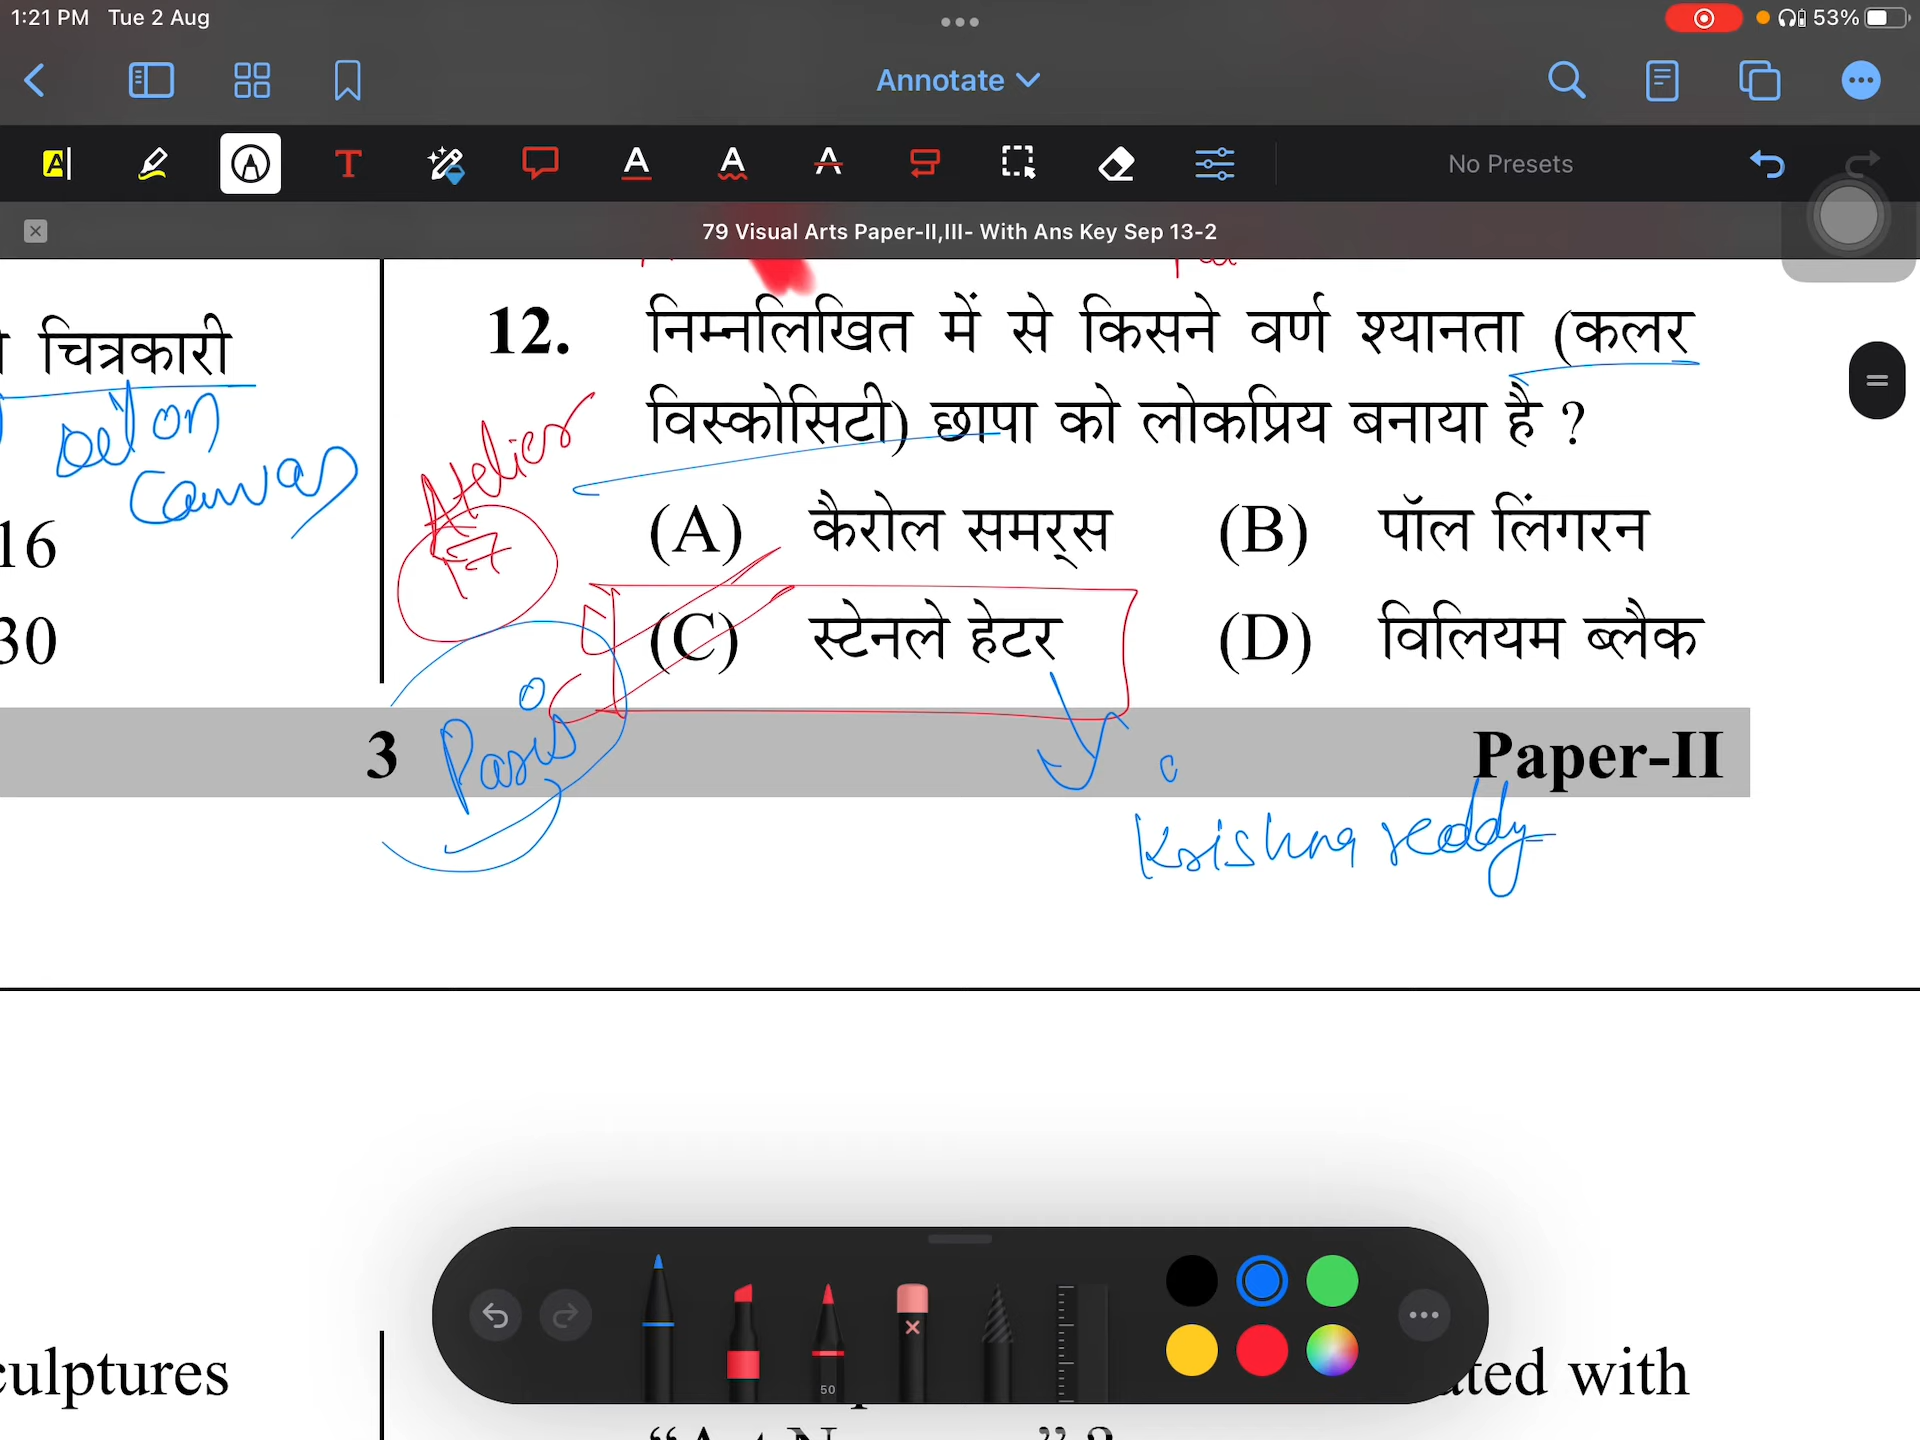 1:21 PM Tue 2 Aug
53%
Annotate
No Presets
79 Visual Arts Paper-II,III- With Ans Key Sep 13-2
चित्रकारी
oil on
canvas
16
30
12. निम्नलिखित में से किसने वर्ण श्यानता (कलर
विस्कोसिटी) छापा को लोकप्रिय बनाया है ?
Atelier
17
(A) कैरोल समर्‌स (B) पॉल लिंगरन
(C) स्टेनले हेटर (D) विलियम ब्लैक
3 Paris Paper-II
Krishna reddy
culptures
ted with
50